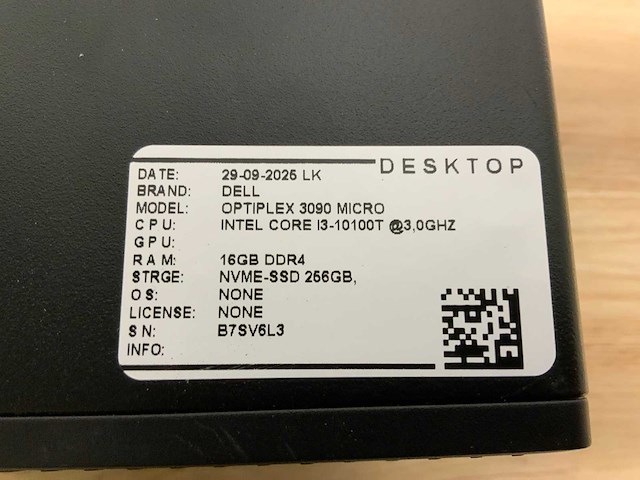 DESKTOP
DATE: 29-09-2025 LK
BRAND: DELL
MODEL: OPTIPLEX 3090 MICRO
CPU: INTEL CORE I3-10100T @3,0GHZ
GPU:
RAM: 16GB DDR4
STRGE: NVME-SSD 256GB,
OS: NONE
LICENSE: NONE
SN: B7SV6L3
INFO: